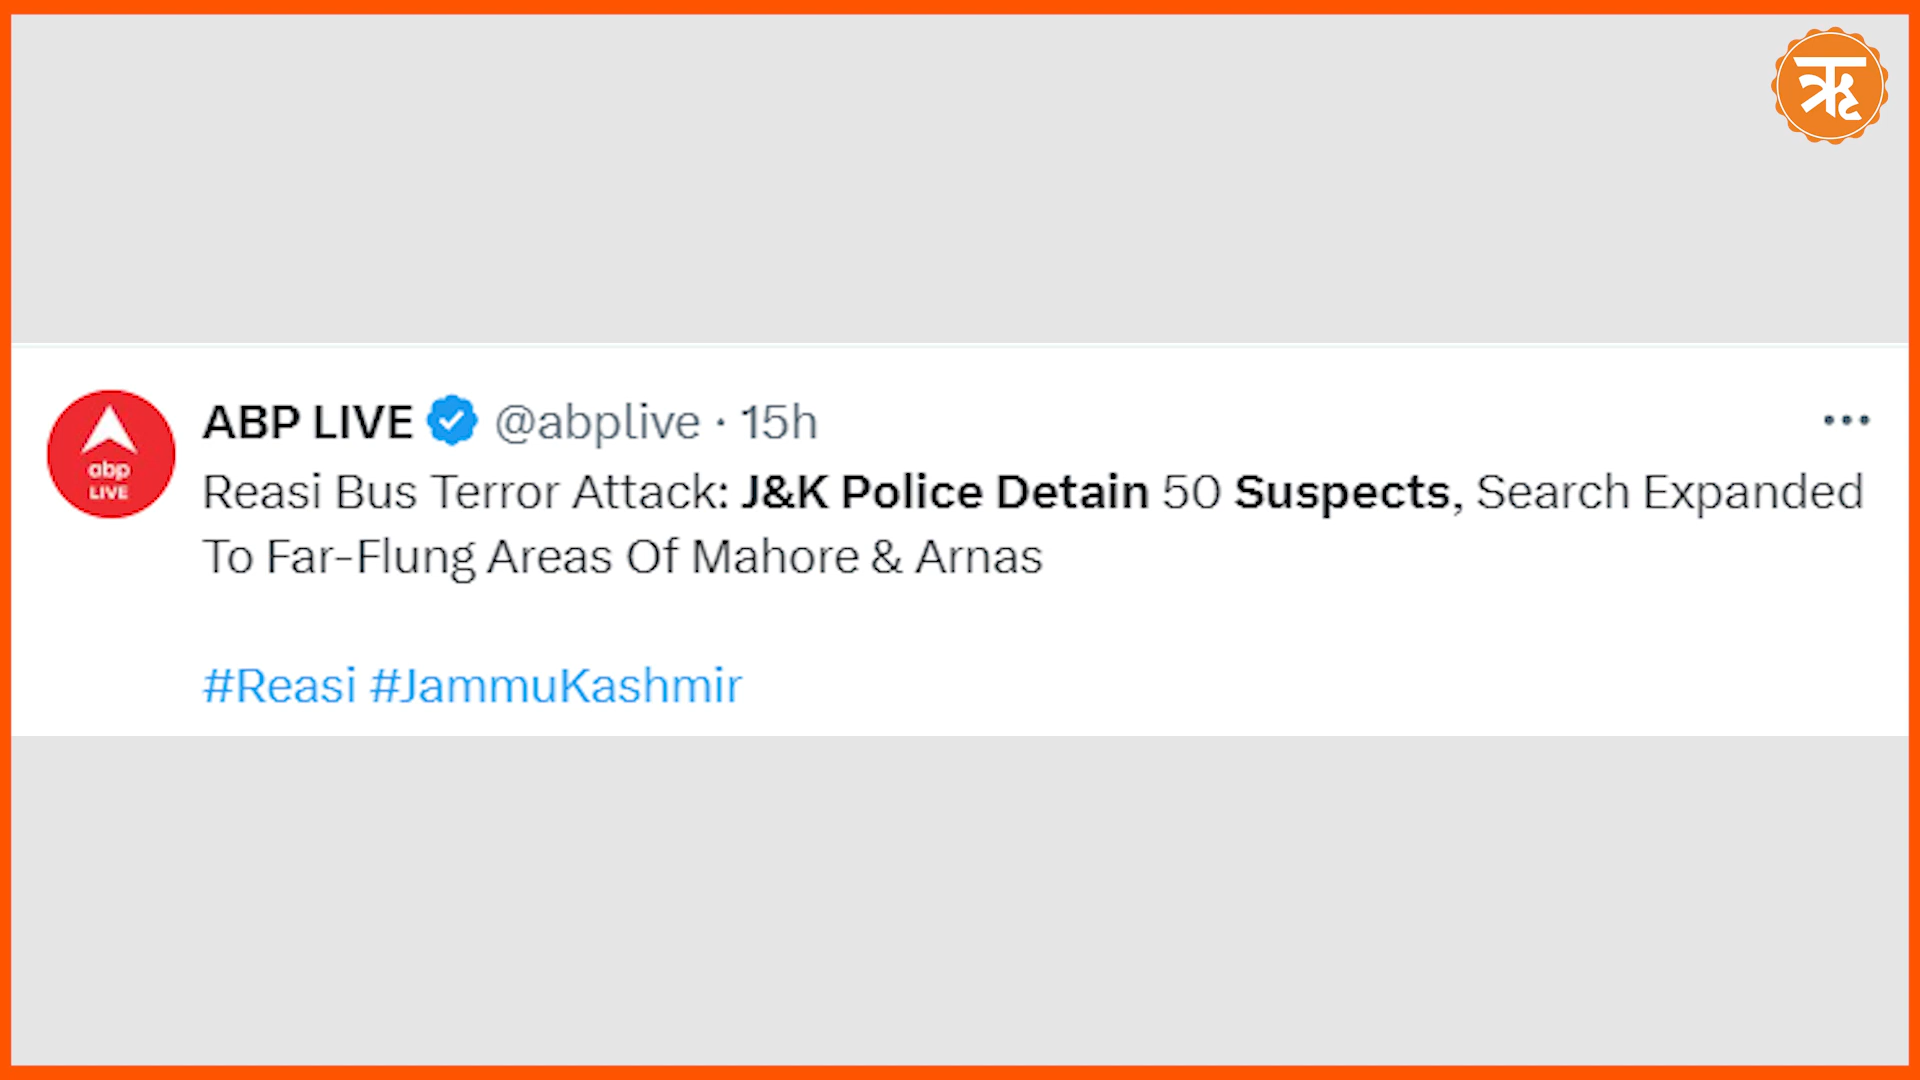 ऋ
ABP LIVE @abplive · 15h
abp
LIVE
Reasi Bus Terror Attack: J&K Police Detain 50 Suspects, Search Expanded
To Far-Flung Areas Of Mahore & Arnas
#Reasi #JammuKashmir